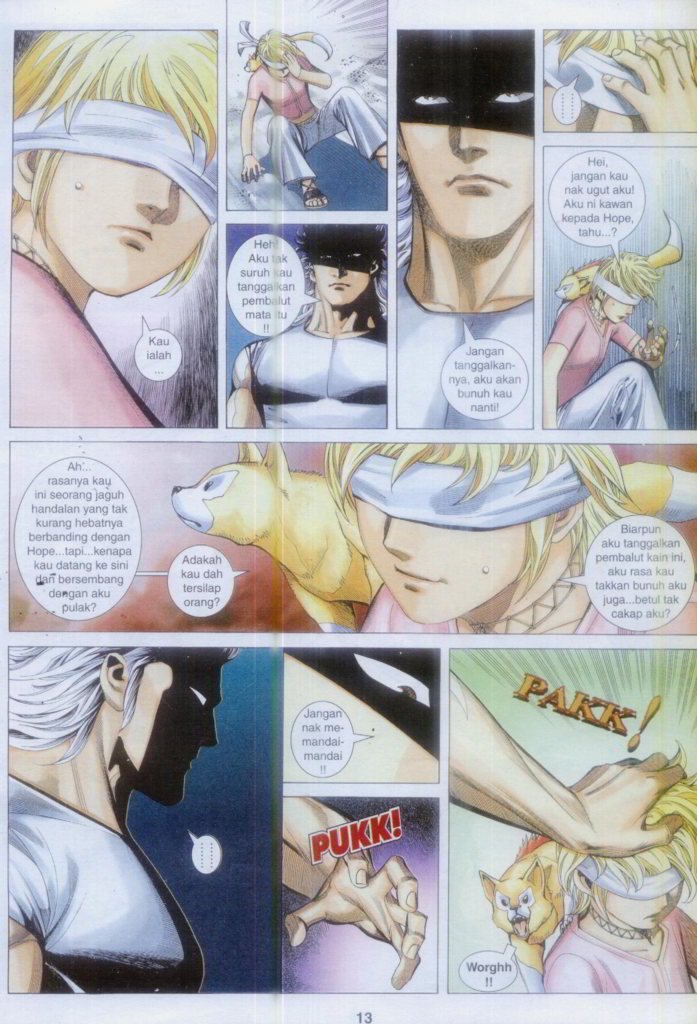 Kau
ialah
...
Heh!
Aku tak
suruh kau
tanggalkan
pembalut
mata itu
!!
Jangan
tanggalkan-
nya, aku akan
bunuh kau
nanti!
......
Hei,
jangan kau
nak ugut aku!
Aku ni kawan
kepada Hope,
tahu...?
Ah...
rasanya kau
ini seorang jaguh
handalan yang tak
kurang hebatnya
berbanding dengan
Hope...tapi...kenapa
kau datang ke sini
dan bersembang
dengan aku
pulak?
Adakah
kau dah
tersilap
orang?
Biarpun
aku tanggalkan
pembalut kain ini,
aku rasa kau
takkan bunuh aku
juga...betul tak
cakap aku?
......
Jangan
nak me-
mandai-
mandai
!!
PUKK!
PAKK!
Worghh
!!
13